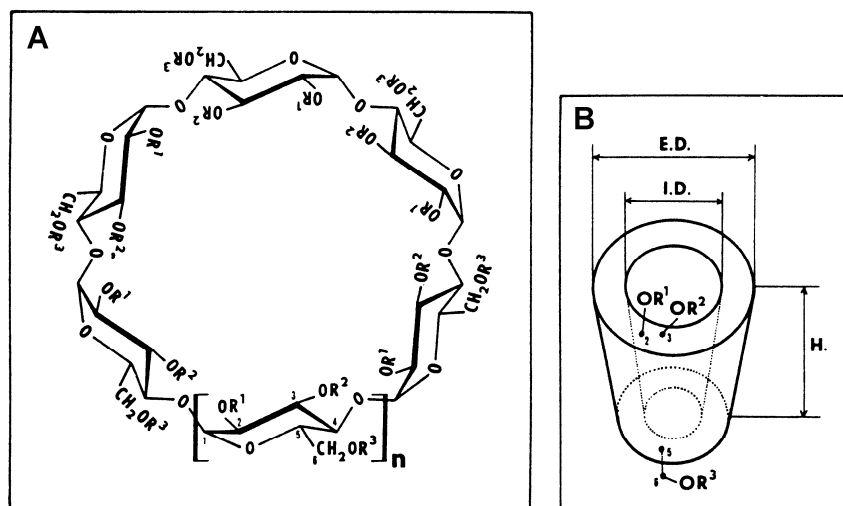 A
CH₂OR³
O
O
O
CH₂OR³
OR²
OR¹
O
OR²
O
OR¹
OR¹
CH₂OR³
OR²
O
O
OR²
CH₂OR³
OR¹
O
OR²
OR¹
O
CH₂OR³
O
OR¹
OR²
O
1
2
3
4
5
6
O
CH₂OR³
n
B
E.D.
I.D.
OR¹
OR²
2
3
H.
5
6
OR³